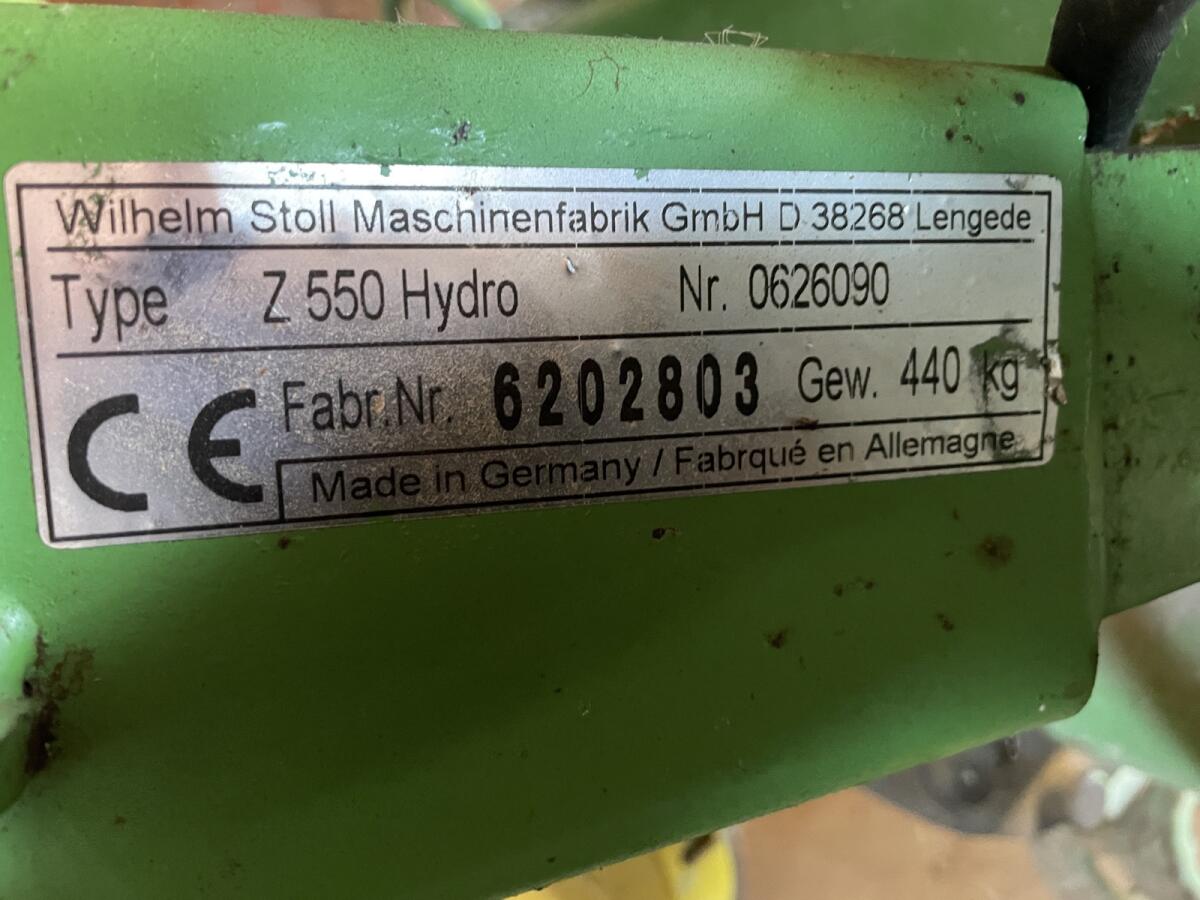 Wilhelm Stoll Maschinenfabrik GmbH D 38268 Lengede
Type Z 550 Hydro Nr. 0626090
CE Fabr.Nr. 6202803 Gew. 440 kg
Made in Germany / Fabrqué en Allemagne